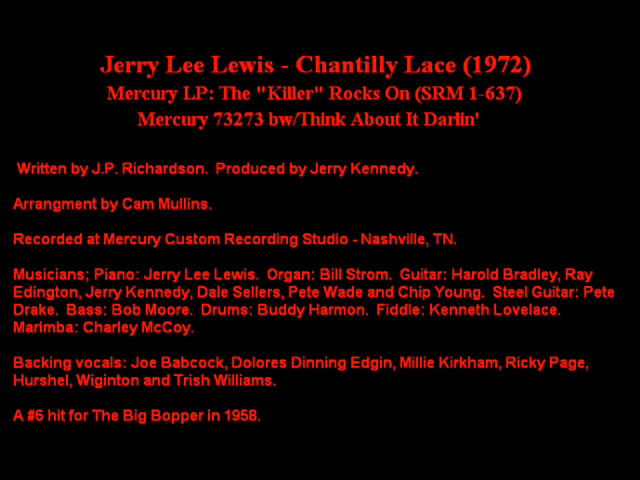 Jerry Lee Lewis - Chantilly Lace (1972)
Mercury LP: The "Killer" Rocks On (SRM 1-637)
Mercury 73273 bw/Think About It Darlin'
Written by J.P. Richardson. Produced by Jerry Kennedy.
Arrangment by Cam Mullins.
Recorded at Mercury Custom Recording Studio - Nashville, TN.
Musicians; Piano: Jerry Lee Lewis. Organ: Bill Strom. Guitar: Harold Bradley, Ray
Edington, Jerry Kennedy, Dale Sellers, Pete Wade and Chip Young. Steel Guitar: Pete
Drake. Bass: Bob Moore. Drums: Buddy Harmon. Fiddle: Kenneth Lovelace.
Marimba: Charley McCoy.
Backing vocals: Joe Babcock, Dolores Dinning Edgin, Millie Kirkham, Ricky Page,
Hurshel, Wiginton and Trish Williams.
A #6 hit for The Big Bopper in 1958.